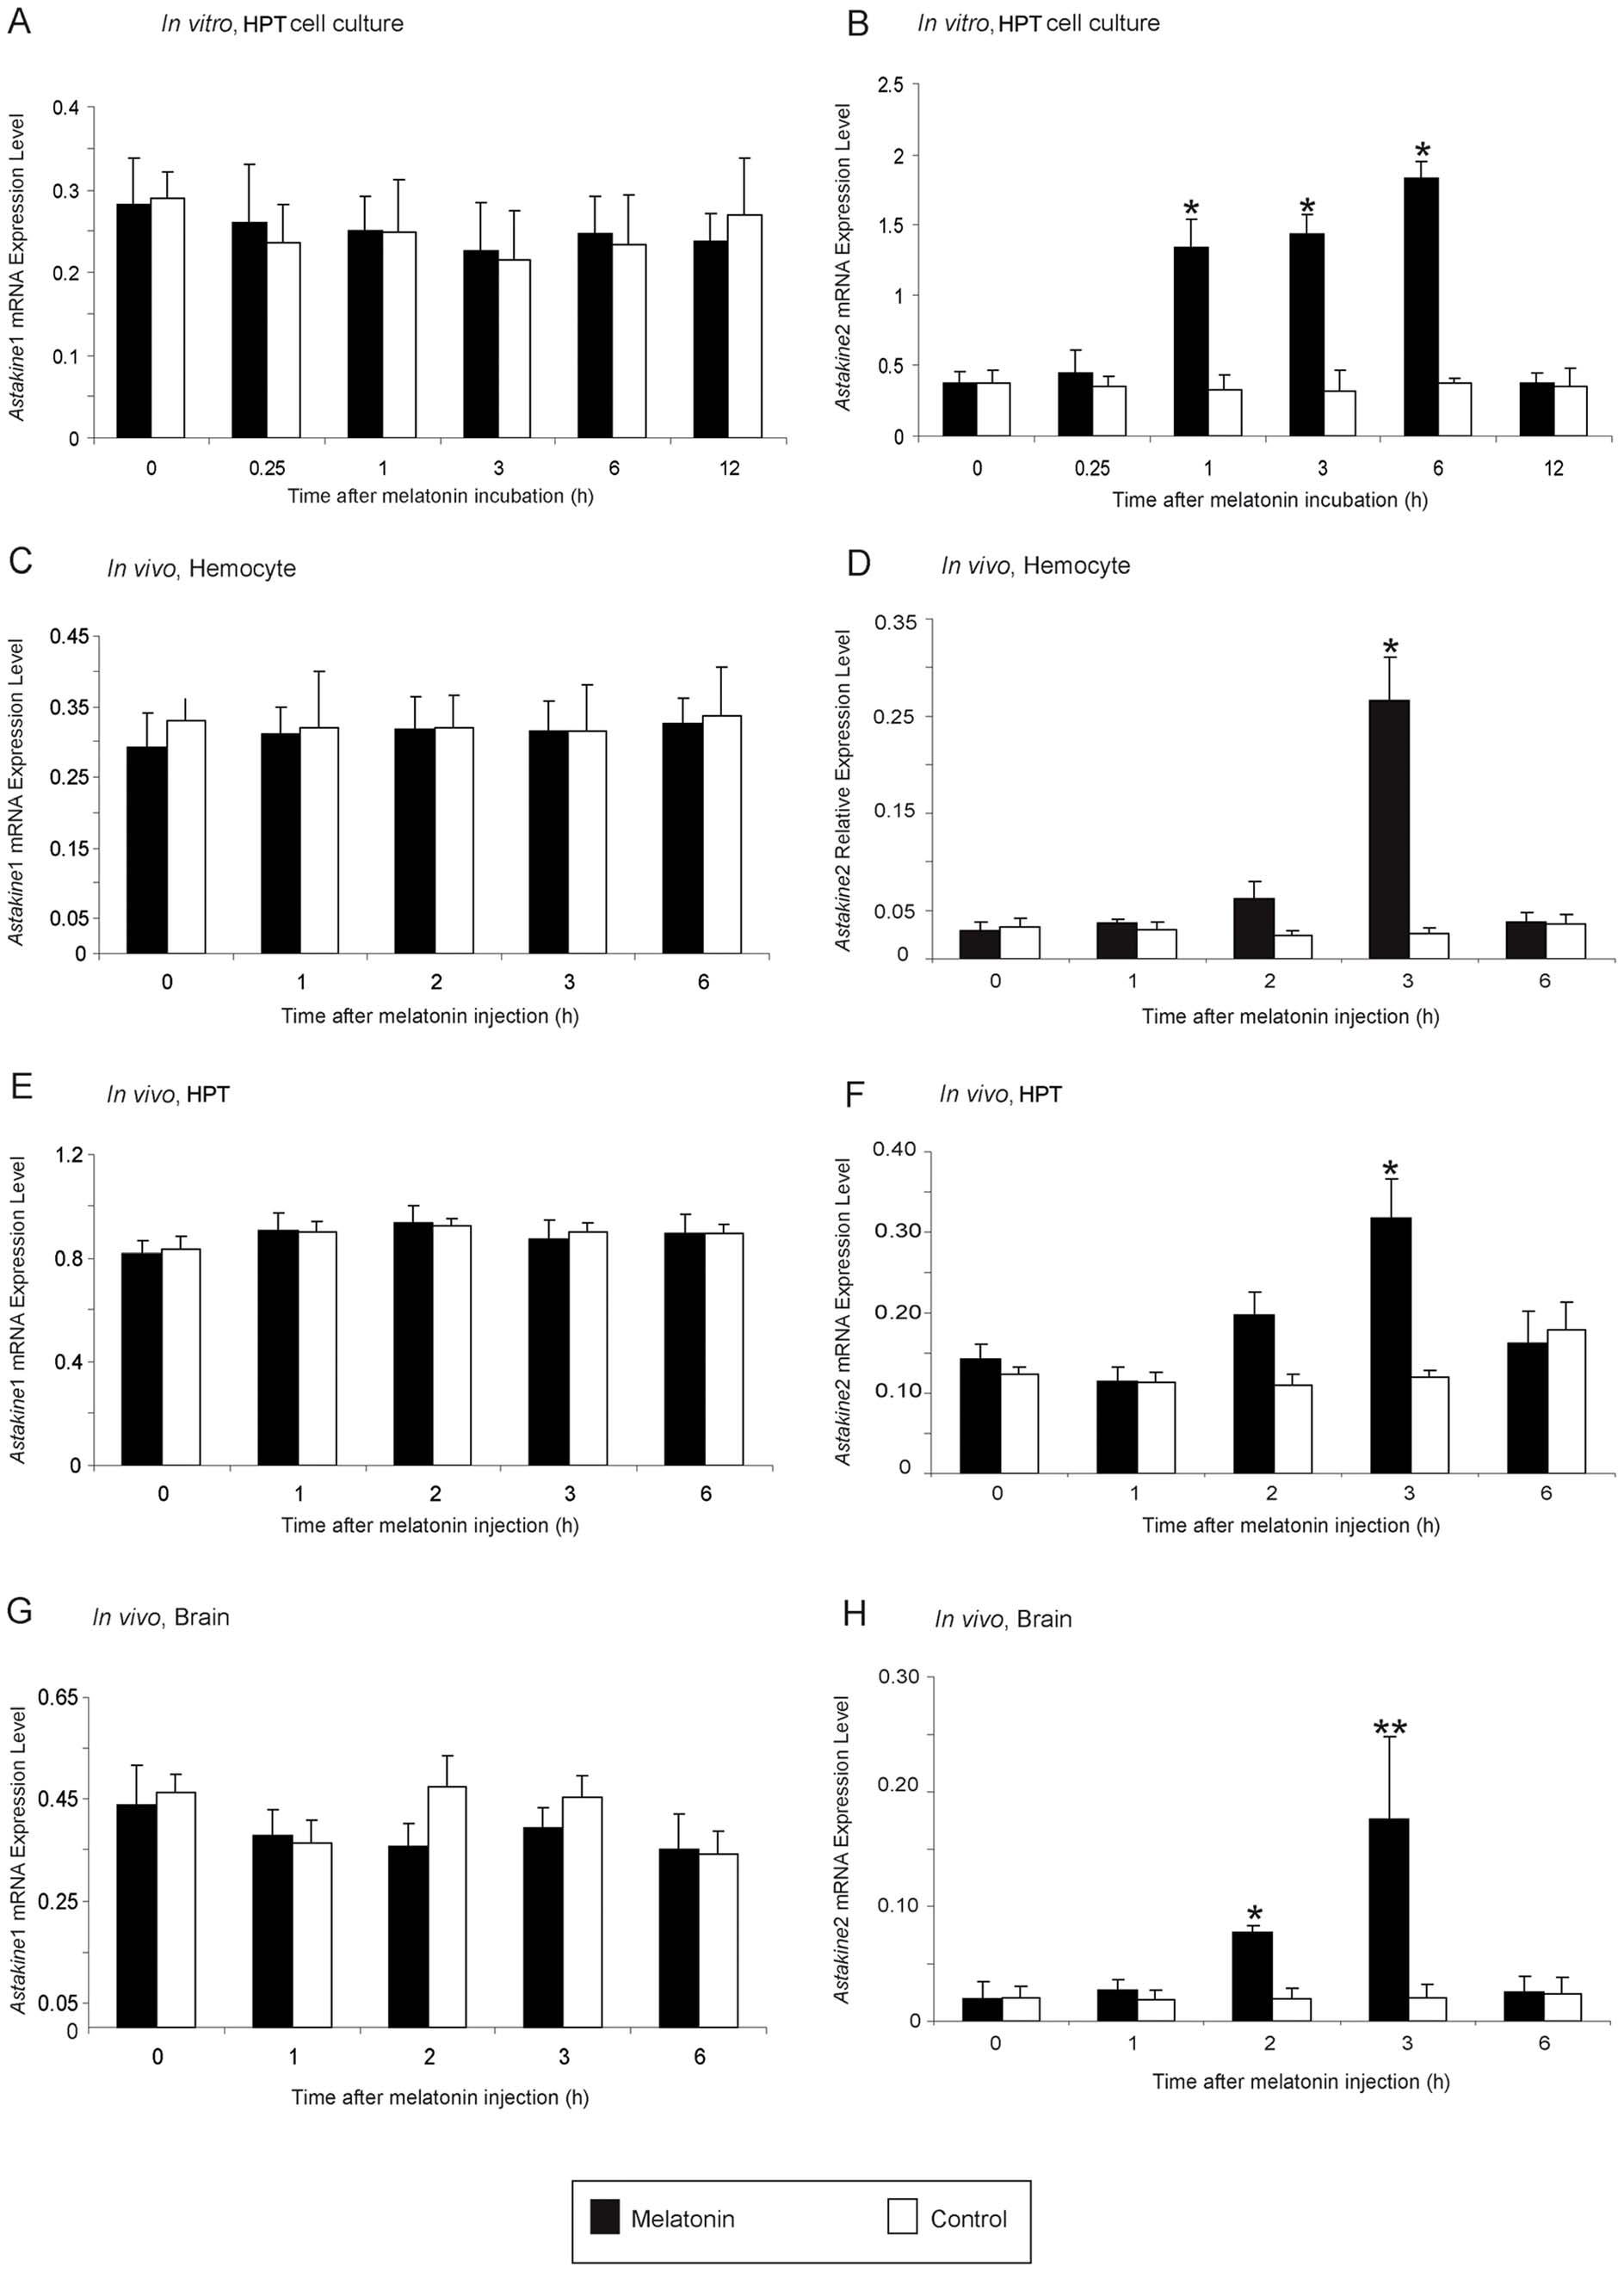 A
In vitro, HPT cell culture
Astakine1 mRNA Expression Level
0.4
0.3
0.2
0.1
0
0 0.25 1 3 6 12
Time after melatonin incubation (h)
B
In vitro, HPT cell culture
Astakine2 mRNA Expression Level
2.5
2
1.5
1
0.5
0
* * *
0 0.25 1 3 6 12
Time after melatonin incubation (h)
C
In vivo, Hemocyte
Astakine1 mRNA Expression Level
0.45
0.35
0.25
0.15
0.05
0
0 1 2 3 6
Time after melatonin injection (h)
D
In vivo, Hemocyte
Astakine2 Relative Expression Level
0.35
0.25
0.15
0.05
0
*
0 1 2 3 6
Time after melatonin injection (h)
E
In vivo, HPT
Astakine1 mRNA Expression Level
1.2
0.8
0.4
0
0 1 2 3 6
Time after melatonin injection (h)
F
In vivo, HPT
Astakine2 mRNA Expression Level
0.40
0.30
0.20
0.10
0
*
0 1 2 3 6
Time after melatonin injection (h)
G
In vivo, Brain
Astakine1 mRNA Expression Level
0.65
0.45
0.25
0.05
0
0 1 2 3 6
Time after melatonin injection (h)
H
In vivo, Brain
Astakine2 mRNA Expression Level
0.30
0.20
0.10
0
* **
0 1 2 3 6
Time after melatonin injection (h)
Melatonin Control